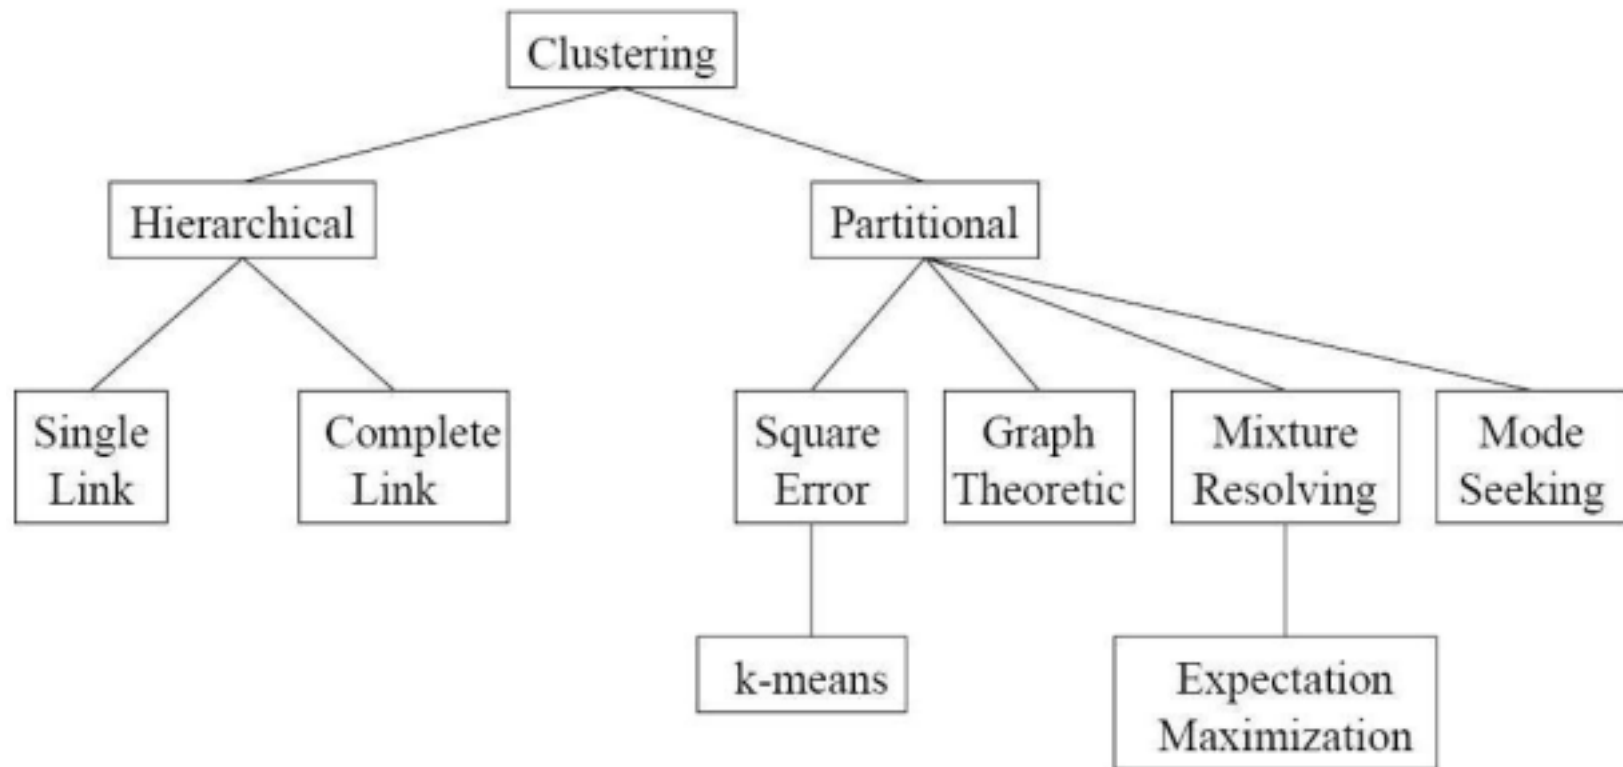 Clustering
Hierarchical
Partitional
Single
Link
Complete
Link
Square
Error
Graph
Theoretic
Mixture
Resolving
Mode
Seeking
k-means
Expectation
Maximization